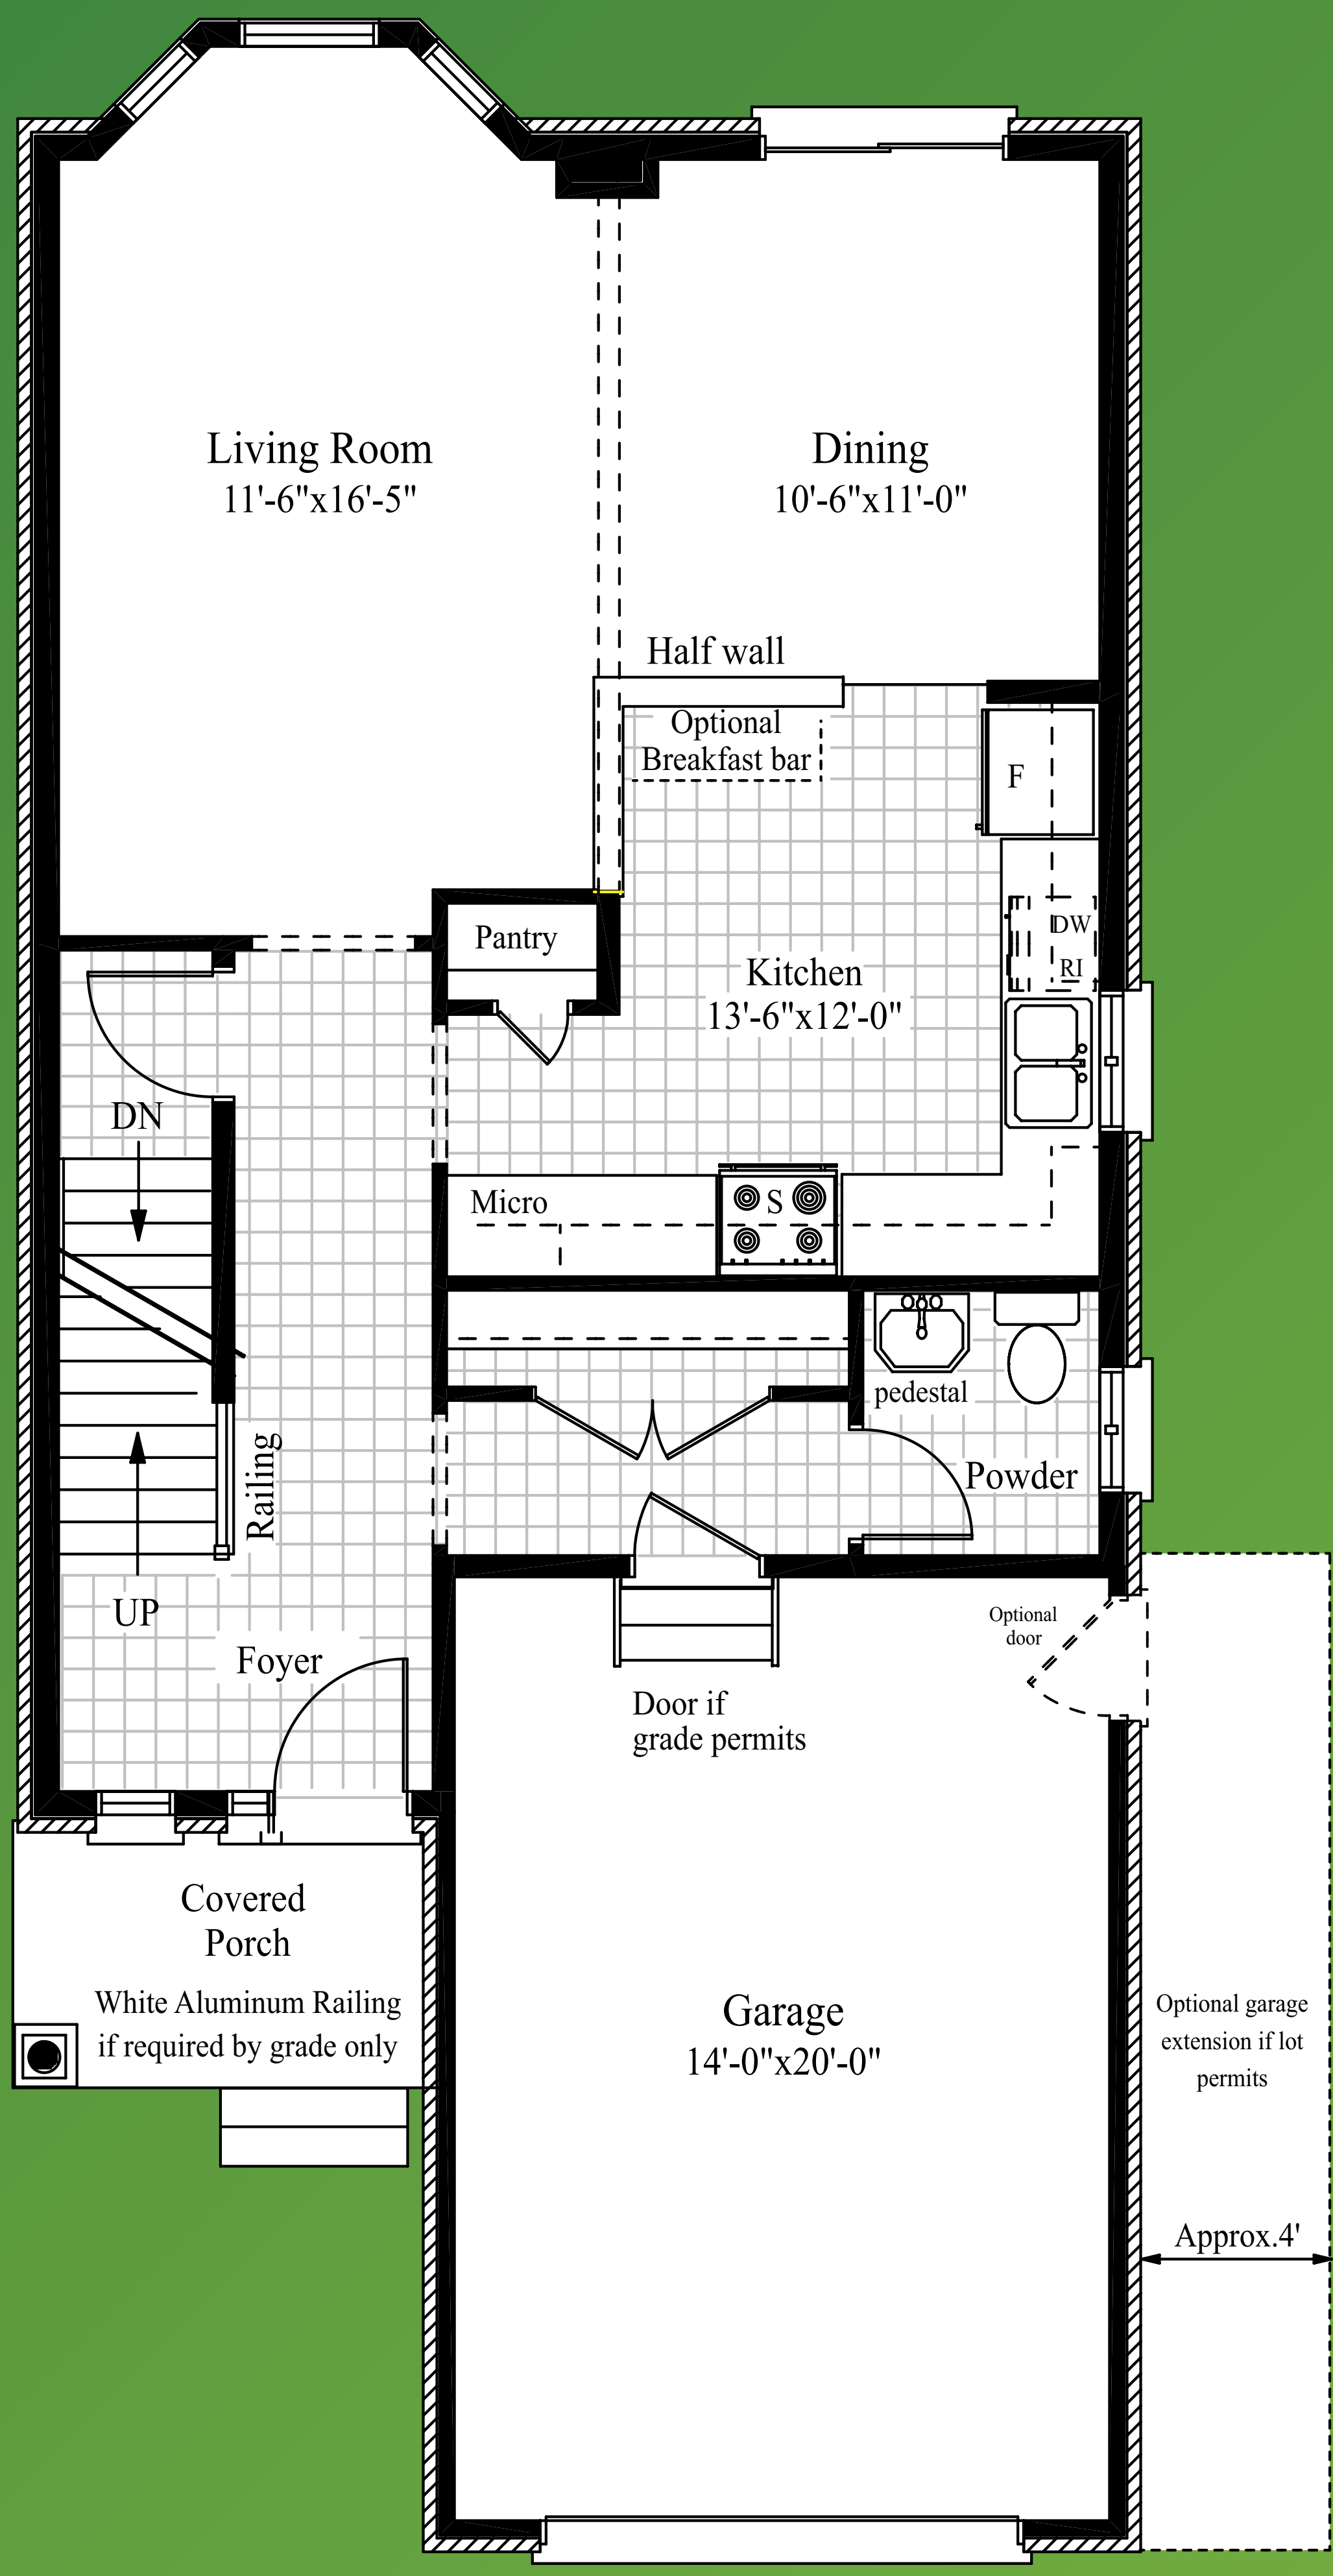 Living Room
11'-6"x16'-5"
Dining
10'-6"x11'-0"
Half wall
Optional
Breakfast bar
F
Pantry
DW
RI
Kitchen
13'-6"x12'-0"
DN
Micro
S
pedestal
Railing
Powder
UP
Foyer
Optional
door
Door if
grade permits
Covered
Porch
White Aluminum Railing
if required by grade only
Garage
14'-0"x20'-0"
Optional garage
extension if lot
permits
Approx.4'